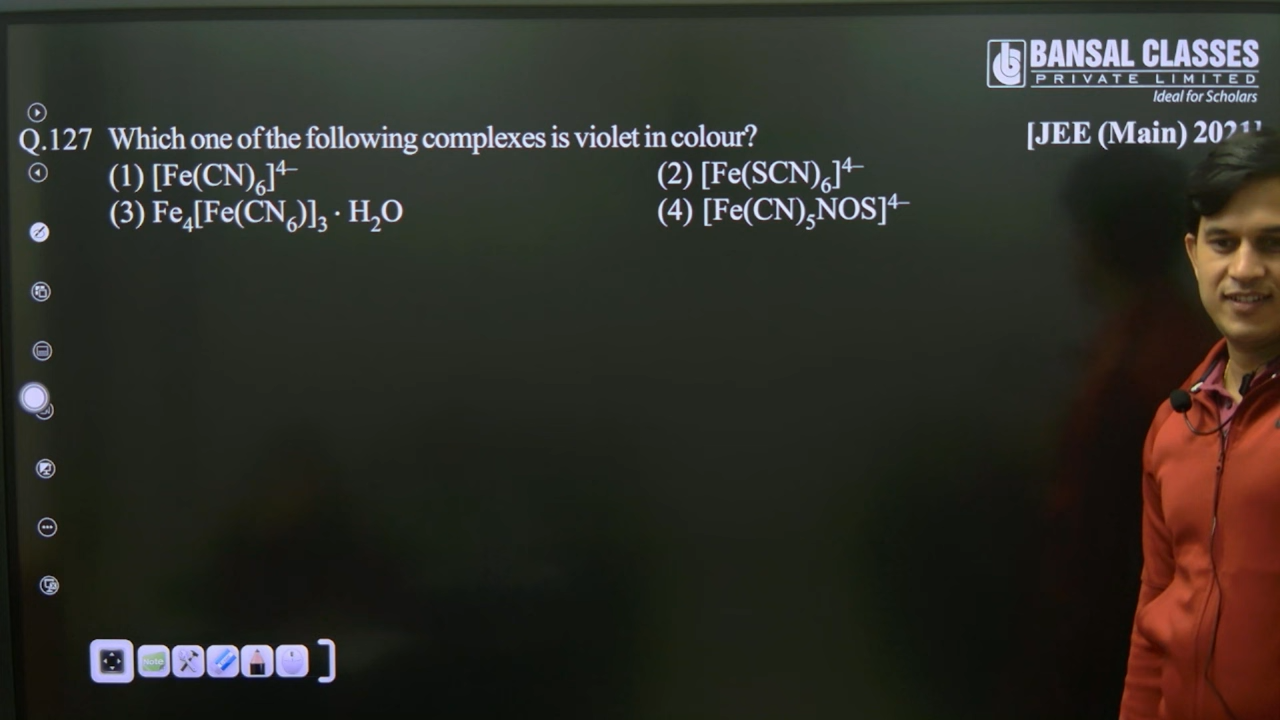 BANSAL CLASSES
PRIVATE LIMITED
Ideal for Scholars
Q.127 Which one of the following complexes is violet in colour? [JEE (Main) 2021]
(1) [Fe(CN)₆]⁴⁻ (2) [Fe(SCN)₆]⁴⁻
(3) Fe₄[Fe(CN₆)]₃ · H₂O (4) [Fe(CN)₅NOS]⁴⁻
Note